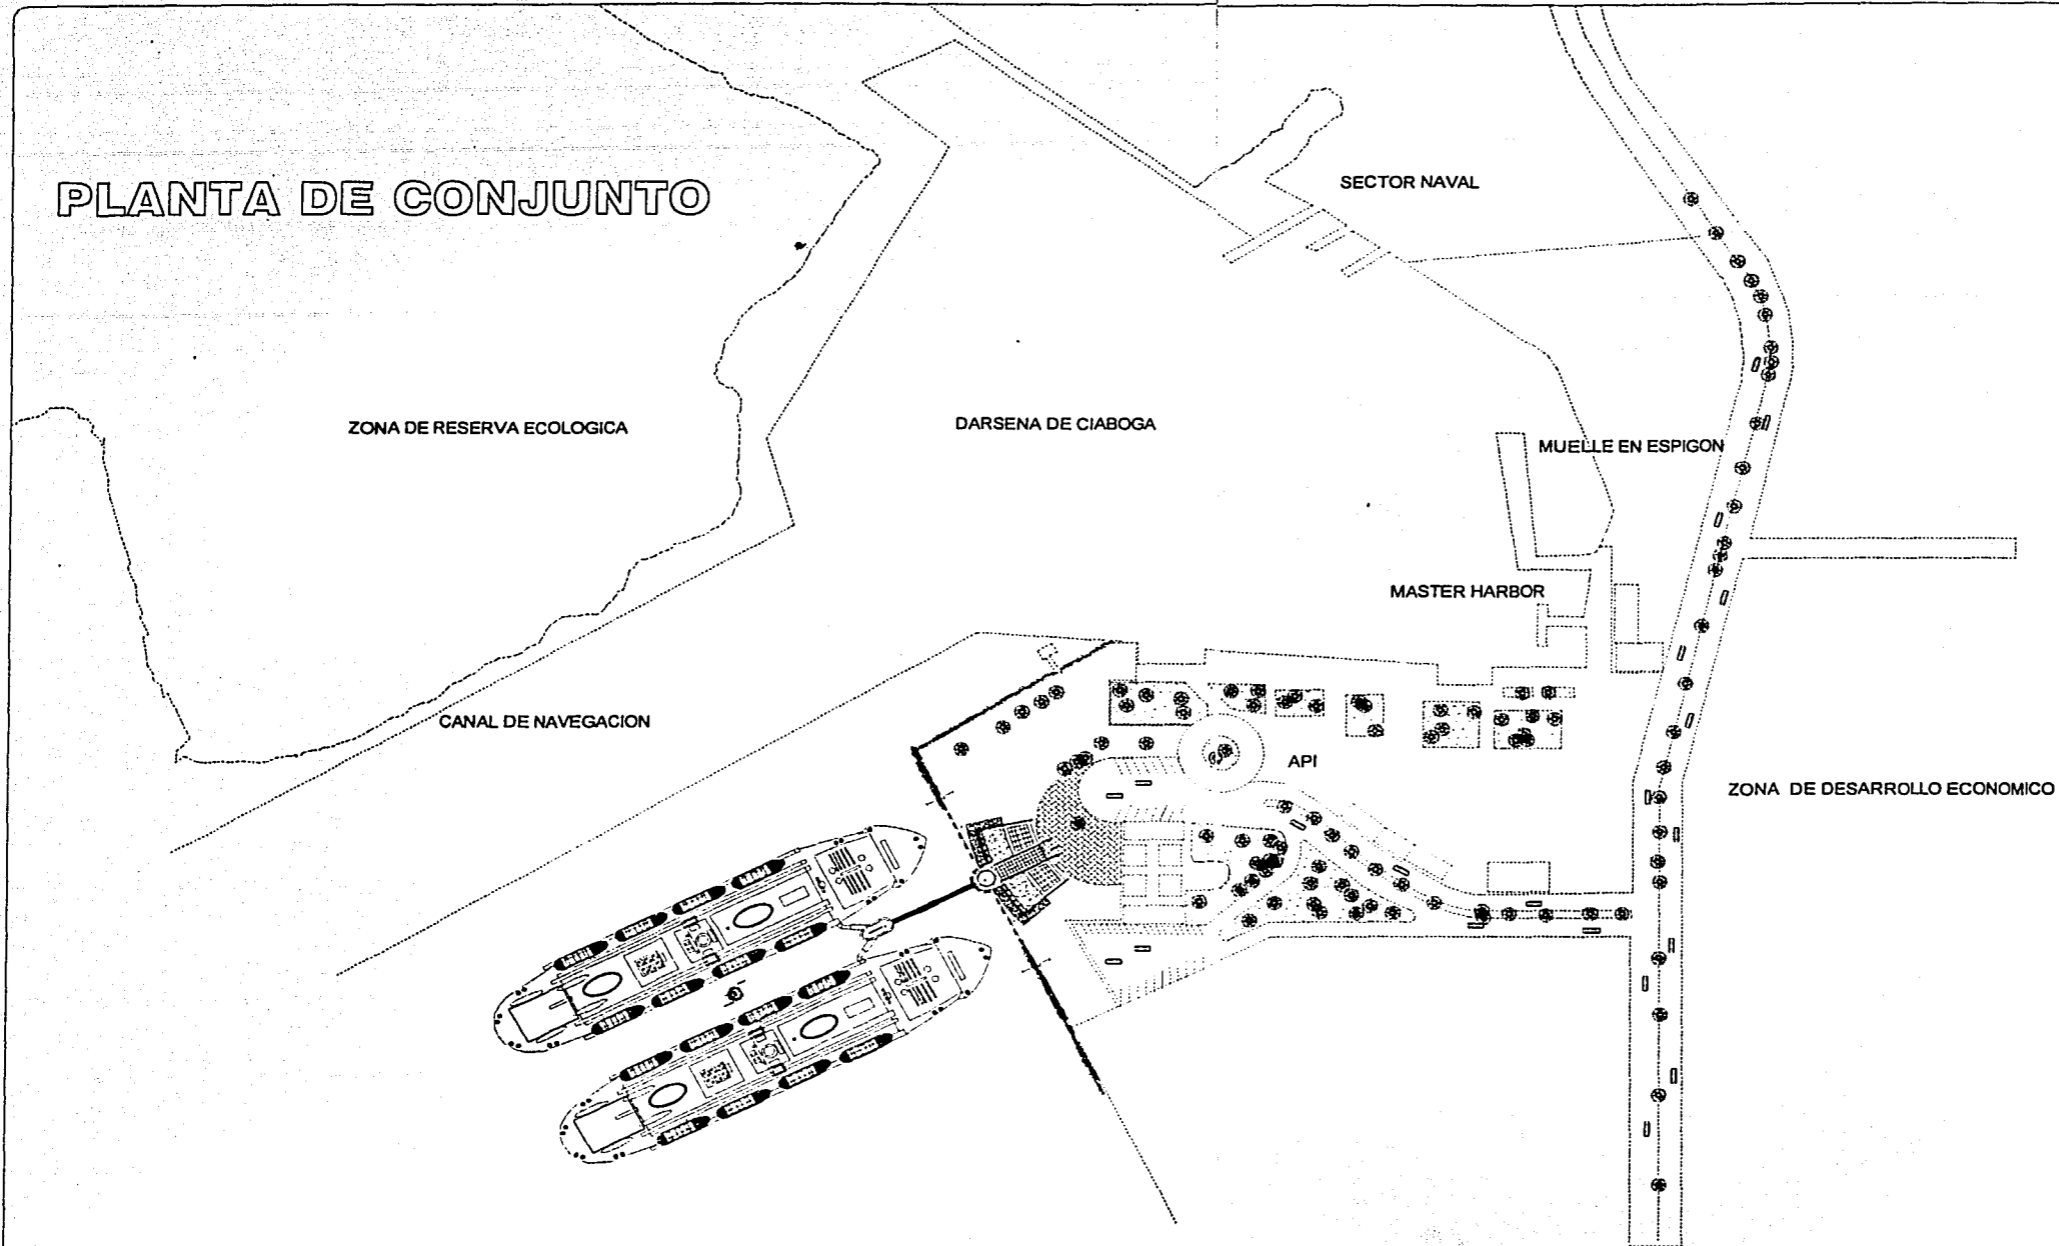 PLANTA DE CONJUNTO
SECTOR NAVAL
ZONA DE RESERVA ECOLOGICA
DARSENA DE CIABOGA
MUELLE EN ESPIGON
MASTER HARBOR
CANAL DE NAVEGACION
API
ZONA DE DESARROLLO ECONOMICO